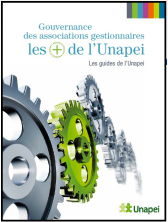 Gouvernance
des associations gestionnaires
les + de l'Unapei
Les guides de l'Unapei
Unapei